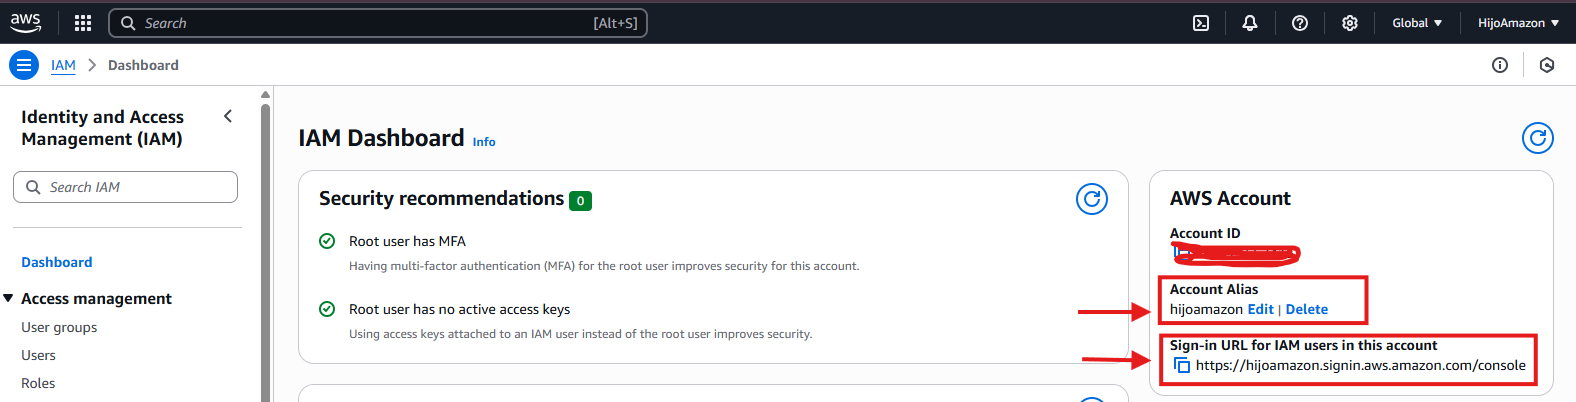 aws
Search
[Alt+S]
Global
HijoAmazon
IAM
Dashboard
Identity and Access
Management (IAM)
Search IAM
Dashboard
Access management
User groups
Users
Roles
IAM Dashboard Info
Security recommendations 0
Root user has MFA
Having multi-factor authentication (MFA) for the root user improves security for this account.
Root user has no active access keys
Using access keys attached to an IAM user instead of the root user improves security.
AWS Account
Account ID
Account Alias
hijoamazon Edit | Delete
Sign-in URL for IAM users in this account
https://hijoamazon.signin.aws.amazon.com/console